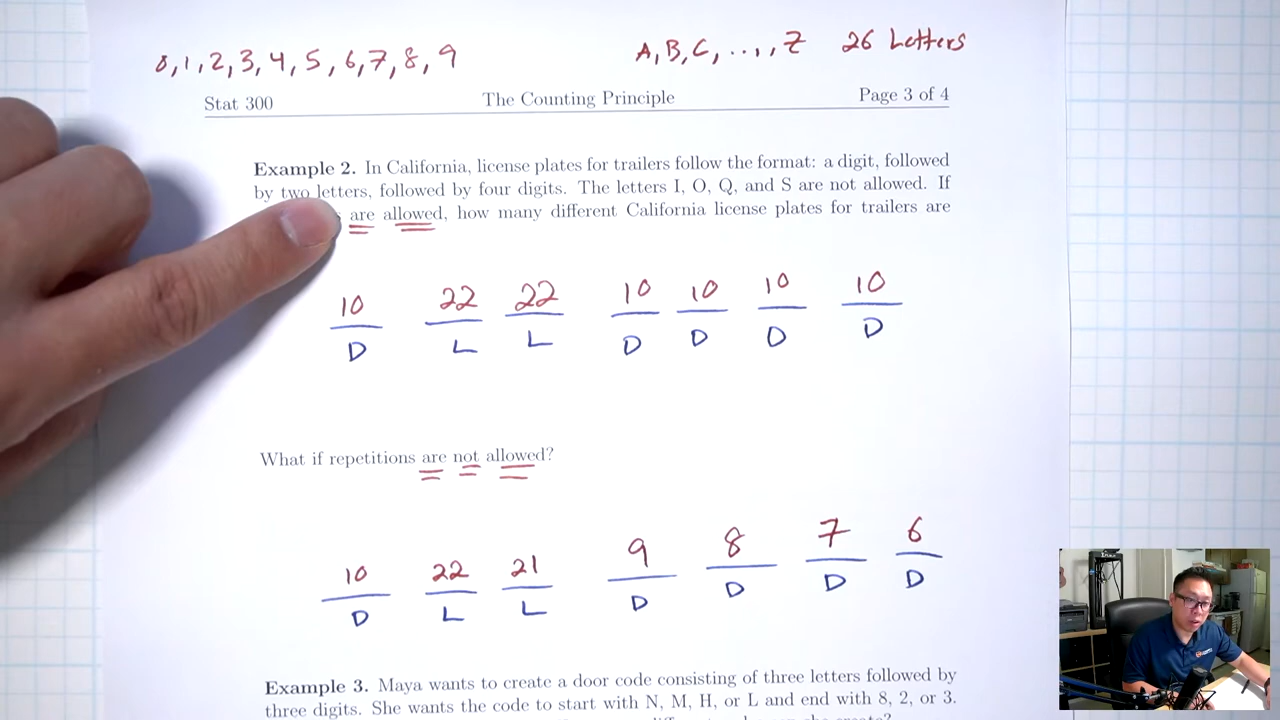 0, 1, 2, 3, 4, 5, 6, 7, 8, 9 A, B, C, ..., Z 26 Letters
Stat 300 The Counting Principle Page 3 of 4
Example 2. In California, license plates for trailers follow the format: a digit, followed
by two letters, followed by four digits. The letters I, O, Q, and S are not allowed. If
are allowed, how many different California license plates for trailers are
10 22 22 10 10 10 10
D L L D D D D
What if repetitions are not allowed?
10 22 21 9 8 7 6
D L L D D D D
Example 3. Maya wants to create a door code consisting of three letters followed by
three digits. wants the code to start with N, M, H, or L and end with 8, 2, or 3.